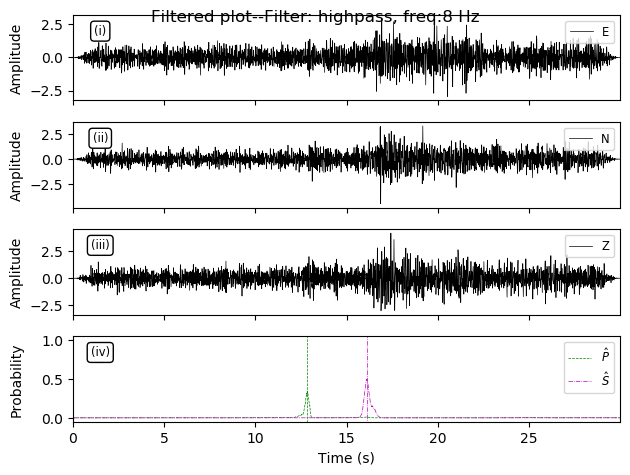 Filtered plot--Filter: highpass, freq:8 Hz
Amplitude
2.5
0.0
−2.5
(i)
E
Amplitude
2.5
0.0
−2.5
(ii)
N
Amplitude
2.5
0.0
−2.5
(iii)
Z
Probability
1.0
0.5
0.0
(iv)
P̂
Ŝ
0 5 10 15 20 25
Time (s)